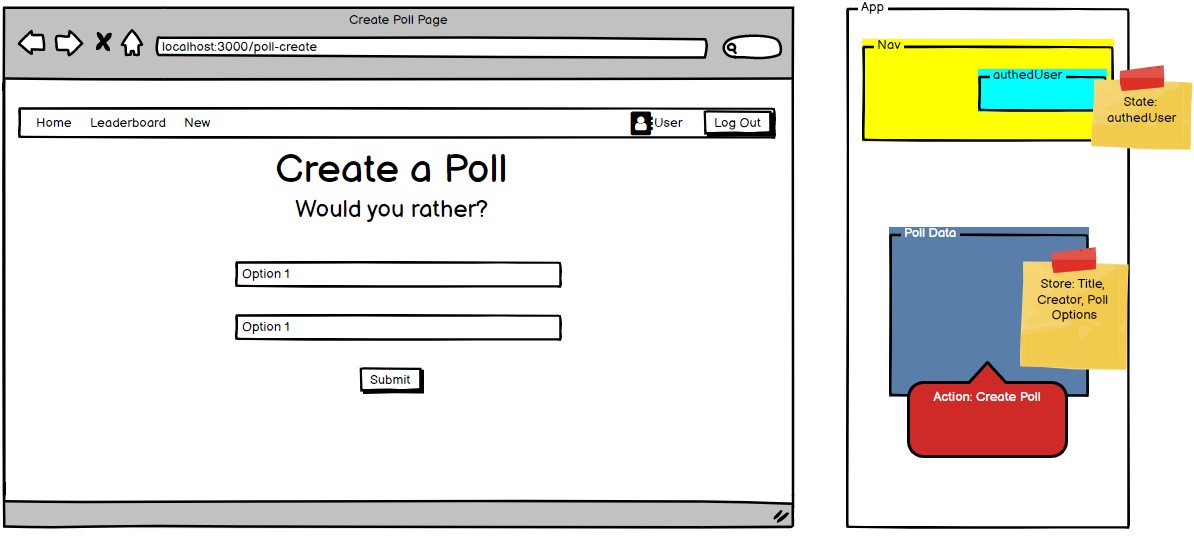 Create Poll Page
localhost:3000/poll-create
Home Leaderboard New User Log Out
Create a Poll
Would you rather?
Option 1
Option 1
Submit
App
Nav
authedUser
State:
authedUser
Poll Data
Store: Title,
Creator, Poll
Options
Action: Create Poll